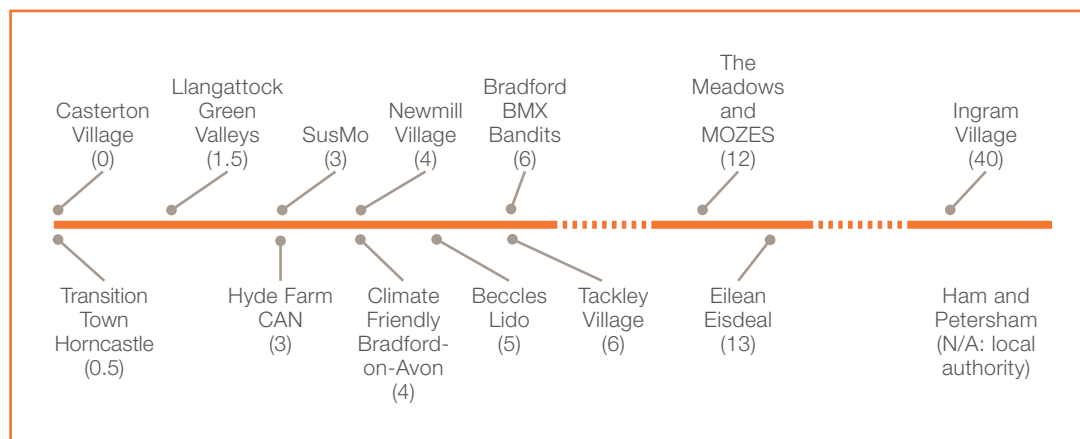 Casterton
Village
(0)
Llangattock
Green
Valleys
(1.5)
SusMo
(3)
Newmill
Village
(4)
Bradford
BMX
Bandits
(6)
The
Meadows
and
MOZES
(12)
Ingram
Village
(40)
Transition
Town
Horncastle
(0.5)
Hyde Farm
CAN
(3)
Climate
Friendly
Bradford-
on-Avon
(4)
Beccles
Lido
(5)
Tackley
Village
(6)
Eilean
Eisdeal
(13)
Ham and
Petersham
(N/A: local
authority)